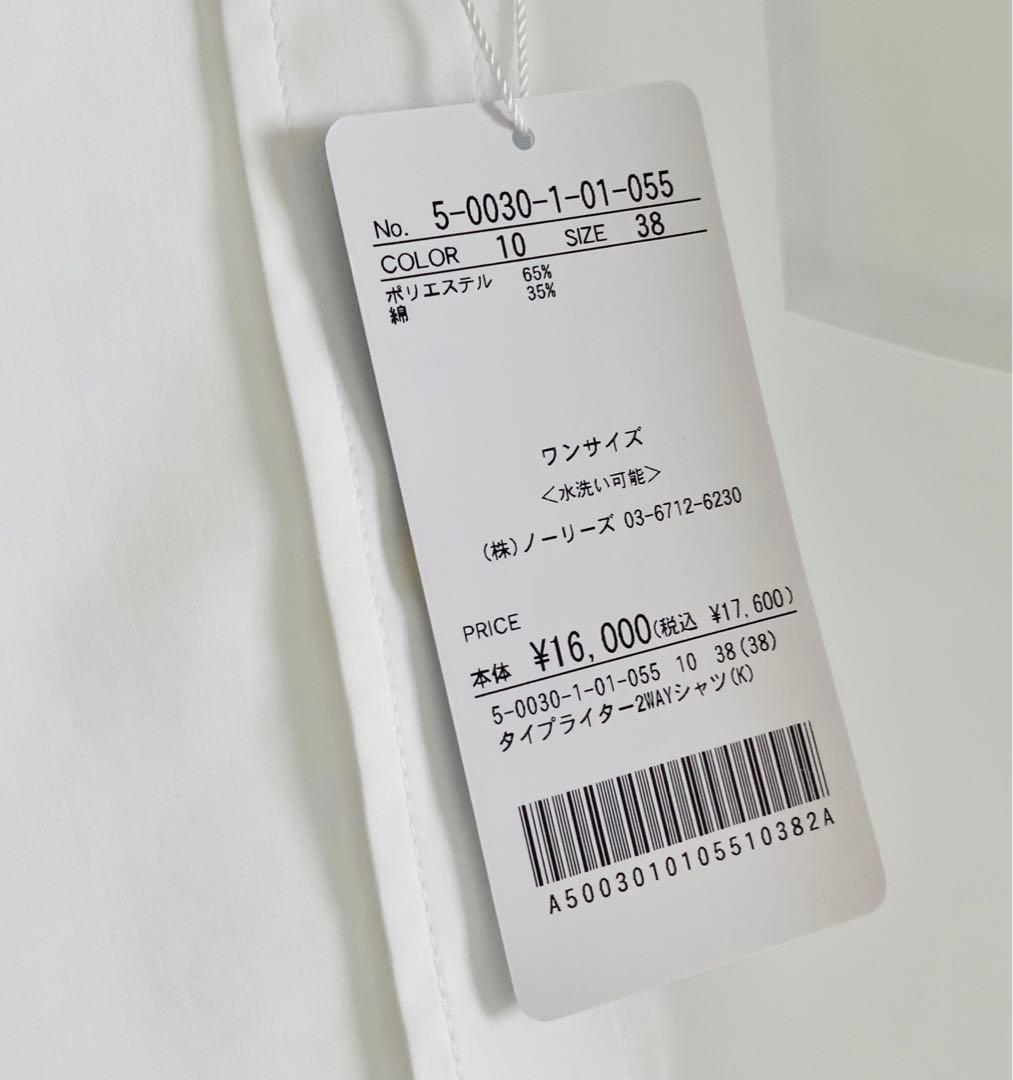 No. 5-0030-1-01-055
COLOR 10 SIZE 38
ポリエステル 65%
綿 35%
ワンサイズ
<水洗い可能>
(株)ノーリーズ 03-6712-6230
PRICE
本体 ¥16,000(税込 ¥17,600)
5-0030-1-01-055 10 38(38)
タイプライター2WAYシャツ(K)
A5003010105510382A